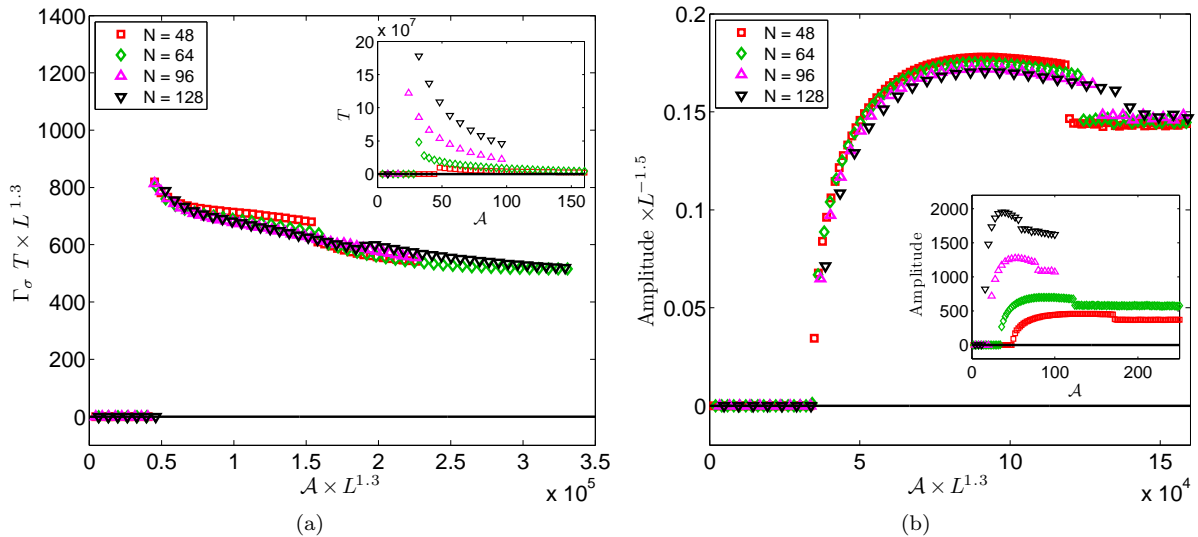 1400
1200
1000
800
600
400
200
0
Γσ T × L^1.3
N = 48
N = 64
N = 96
N = 128
x 10^7
20
15
10
5
0
T
0 50 100 150
𝒜
0 0.5 1 1.5 2 2.5 3 3.5
𝒜 × L^1.3
x 10^5
(a)
0.2
0.15
0.1
0.05
0
Amplitude ×L^−1.5
N = 48
N = 64
N = 96
N = 128
2000
1500
1000
500
0
Amplitude
0 100 200
𝒜
0 5 10 15
𝒜 × L^1.3
x 10^4
(b)